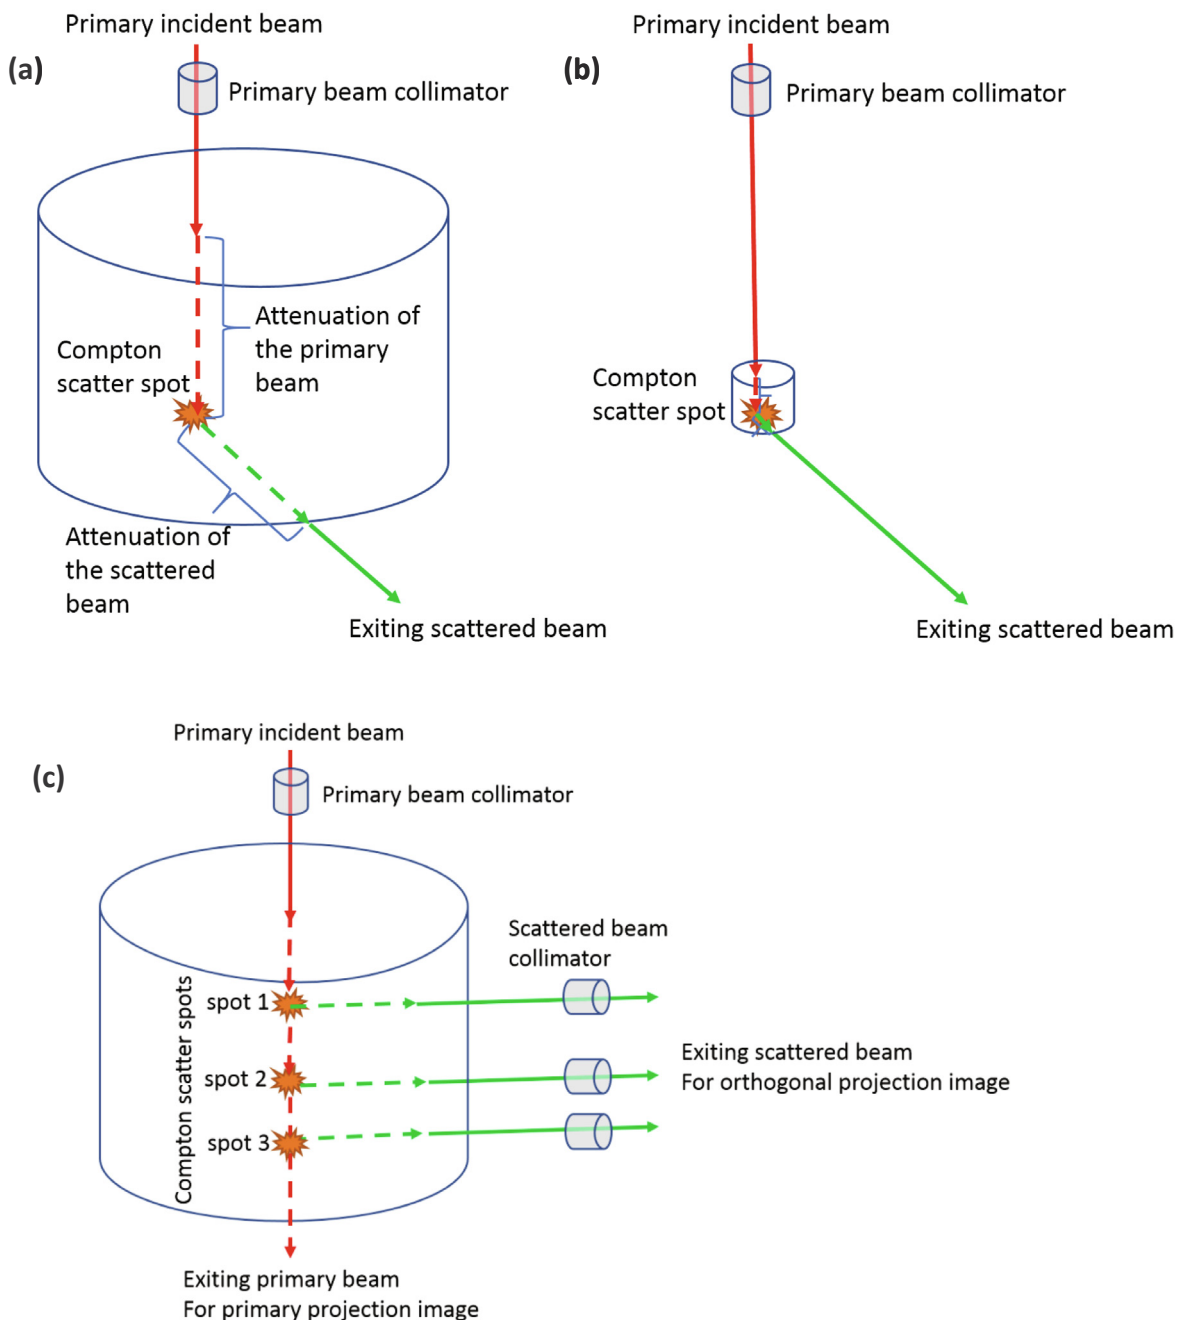 Primary incident beam
(a)
Primary beam collimator
Attenuation of
the primary
beam
Compton
scatter spot
Attenuation of
the scattered
beam
Exiting scattered beam
Primary incident beam
(b)
Primary beam collimator
Compton
scatter spot
Exiting scattered beam
Primary incident beam
(c)
Primary beam collimator
Scattered beam
collimator
Compton scatter spots
spot 1
spot 2
spot 3
Exiting scattered beam
For orthogonal projection image
Exiting primary beam
For primary projection image